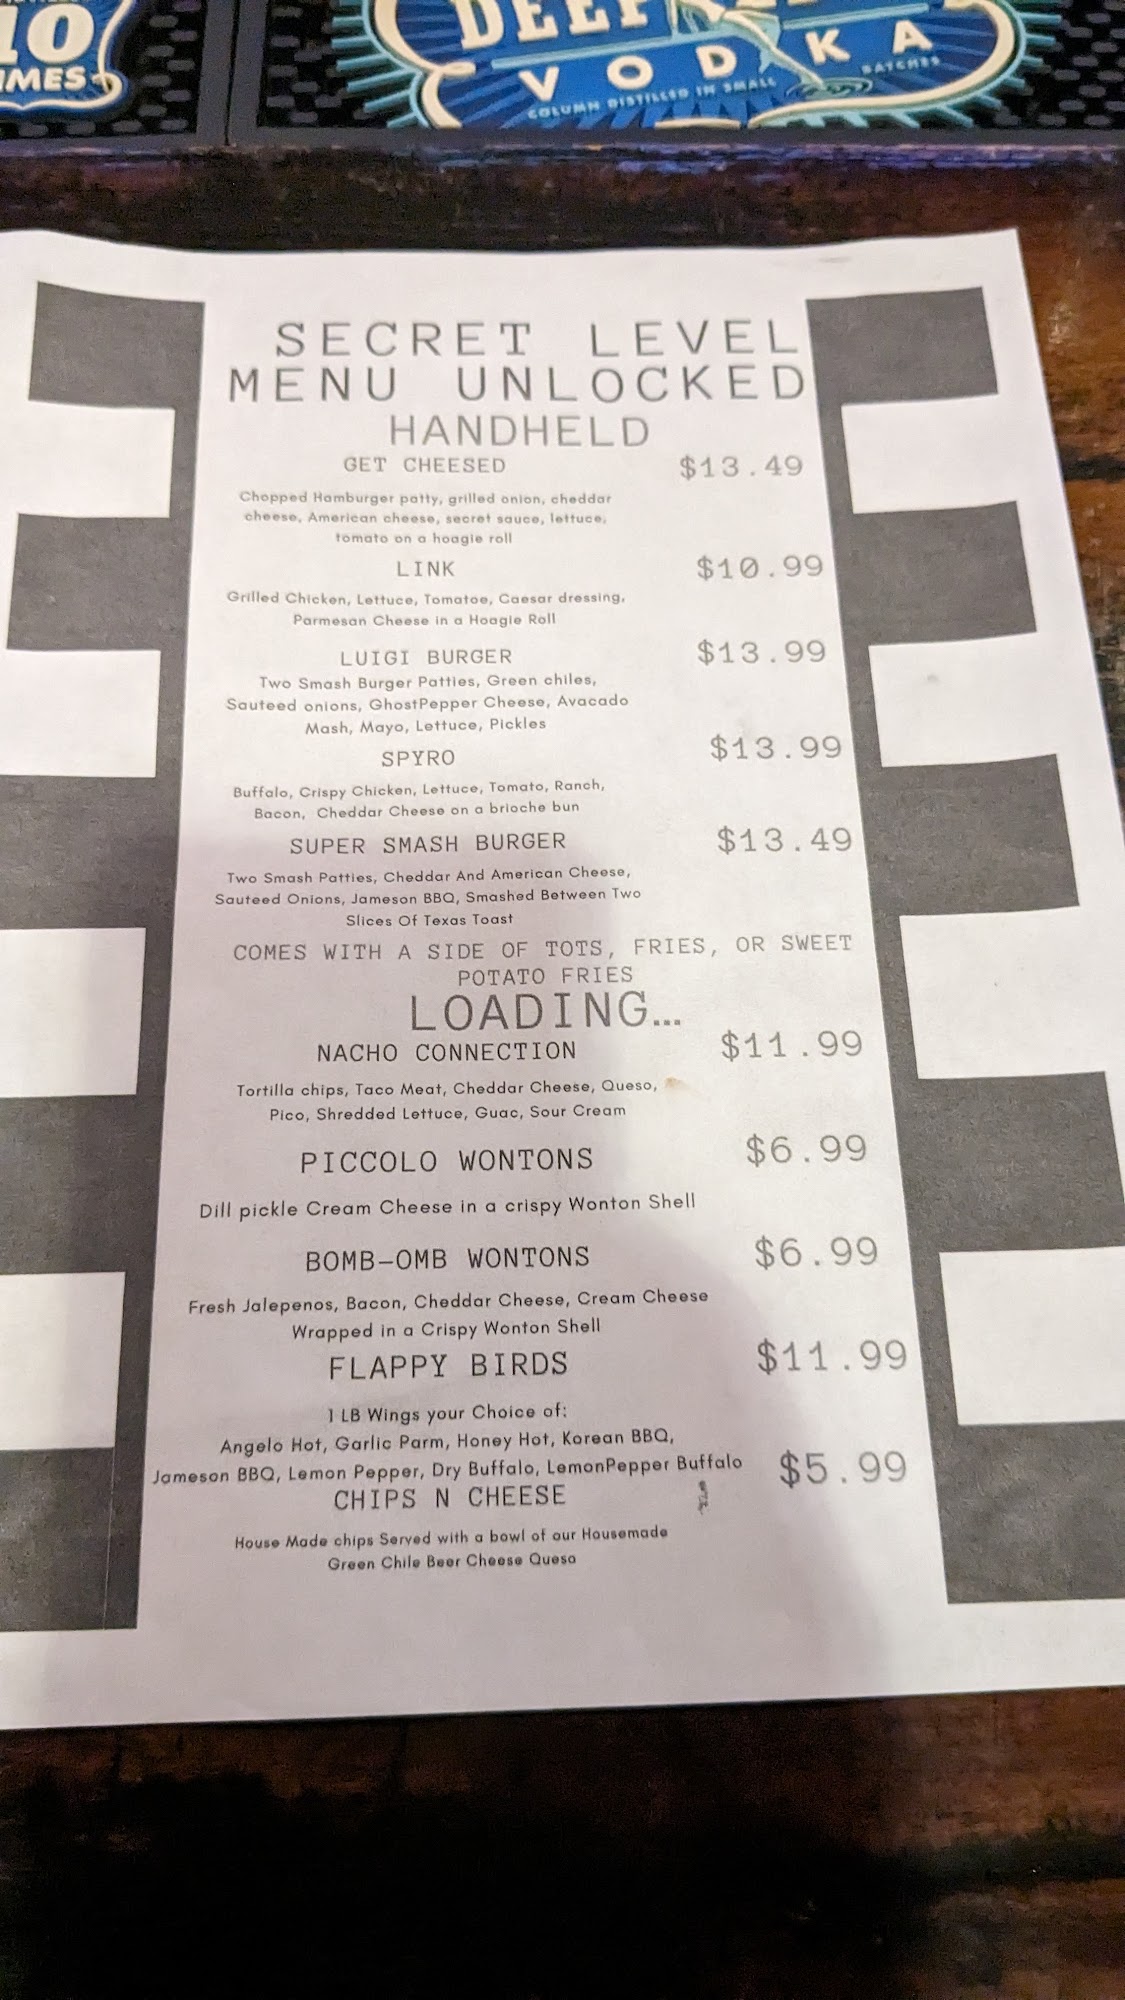 10
IMES
VODKA
COLUMN DISTILLED IN SMALL BATCHES
SECRET LEVEL
MENU UNLOCKED
HANDHELD
GET CHEESED $13.49
Chopped Hamburger patty, grilled onion, cheddar
cheese, American cheese, secret sauce, lettuce,
tomato on a hoagie roll
LINK $10.99
Grilled Chicken, Lettuce, Tomatoe, Caesar dressing,
Parmesan Cheese in a Hoagie Roll
LUIGI BURGER $13.99
Two Smash Burger Patties, Green chiles,
Sauteed onions, GhostPepper Cheese, Avacado
Mash, Mayo, Lettuce, Pickles
SPYRO $13.99
Buffalo, Crispy Chicken, Lettuce, Tomato, Ranch,
Bacon, Cheddar Cheese on a brioche bun
SUPER SMASH BURGER $13.49
Two Smash Patties, Cheddar And American Cheese,
Sauteed Onions, Jameson BBQ, Smashed Between Two
Slices Of Texas Toast
COMES WITH A SIDE OF TOTS, FRIES, OR SWEET
POTATO FRIES
LOADING...
NACHO CONNECTION $11.99
Tortilla chips, Taco Meat, Cheddar Cheese, Queso,
Pico, Shredded Lettuce, Guac, Sour Cream
PICCOLO WONTONS $6.99
Dill pickle Cream Cheese in a crispy Wonton Shell
BOMB-OMB WONTONS $6.99
Fresh Jalepenos, Bacon, Cheddar Cheese, Cream Cheese
Wrapped in a Crispy Wonton Shell
FLAPPY BIRDS $11.99
1 LB Wings your Choice of:
Angelo Hot, Garlic Parm, Honey Hot, Korean BBQ,
Jameson BBQ, Lemon Pepper, Dry Buffalo, LemonPepper Buffalo
CHIPS N CHEESE $5.99
House Made chips Served with a bowl of our Housemade
Green Chile Beer Cheese Queso